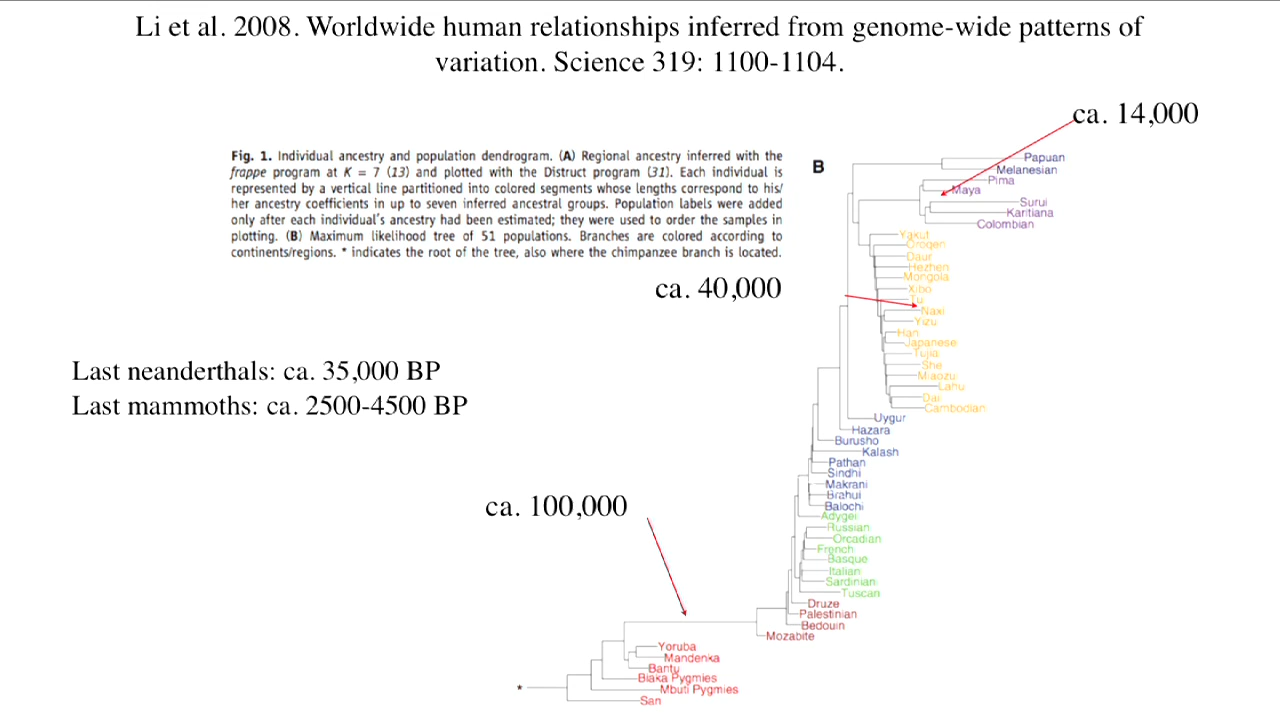 Li et al. 2008. Worldwide human relationships inferred from genome-wide patterns of
variation. Science 319: 1100-1104.
ca. 14,000
Fig. 1. Individual ancestry and population dendrogram. (A) Regional ancestry inferred with the
frappe program at K = 7 (13) and plotted with the Distruct program (31). Each individual is
represented by a vertical line partitioned into colored segments whose lengths correspond to his/
her ancestry coefficients in up to seven inferred ancestral groups. Population labels were added
only after each individual's ancestry had been estimated; they were used to order the samples in
plotting. (B) Maximum likelihood tree of 51 populations. Branches are colored according to
continents/regions. * indicates the root of the tree, also where the chimpanzee branch is located.
B
Papuan
Melanesian
Pima
Maya
Surui
Karitiana
Colombian
Yakut
Oroqen
Daur
Hezhen
Mongola
Xibo
Tu
Naxi
Yizu
Han
Japanese
Tujia
She
Miaozu
Lahu
Dai
Cambodian
ca. 40,000
Last neanderthals: ca. 35,000 BP
Last mammoths: ca. 2500-4500 BP
Uygur
Hazara
Burusho
Kalash
Pathan
Sindhi
Makrani
Brahui
Balochi
Adygei
Russian
Orcadian
French
Basque
Italian
Sardinian
Tuscan
ca. 100,000
Druze
Palestinian
Bedouin
Mozabite
Yoruba
Mandenka
Bantu
Biaka Pygmies
Mbuti Pygmies
San
*